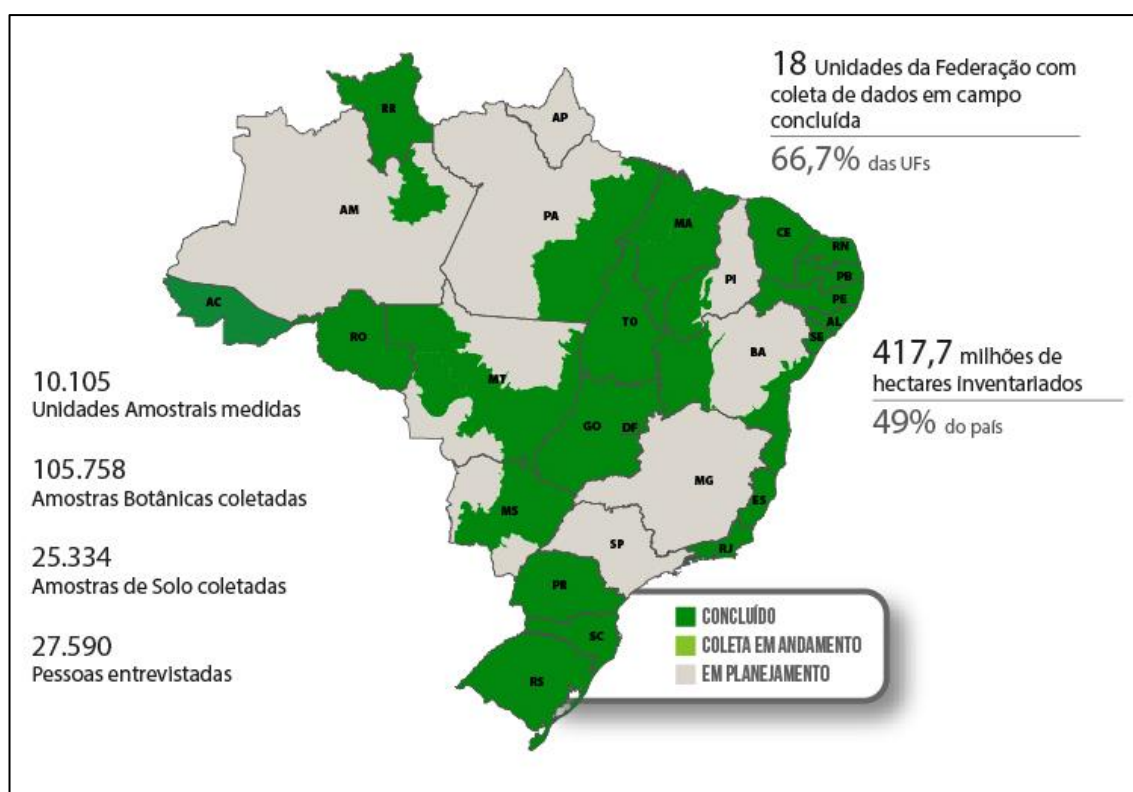 18 Unidades da Federação com
coleta de dados em campo
concluída
66,7% das UFs
RR
AP
AM
PA
MA
CE
RN
PB
PE
AL
SE
PI
AC
RO
TO
BA
MT
GO
DF
MG
ES
MS
SP
RJ
PR
SC
RS
417,7 milhões de
hectares inventariados
49% do país
10.105
Unidades Amostrais medidas
105.758
Amostras Botânicas coletadas
25.334
Amostras de Solo coletadas
27.590
Pessoas entrevistadas
CONCLUÍDO
COLETA EM ANDAMENTO
EM PLANEJAMENTO